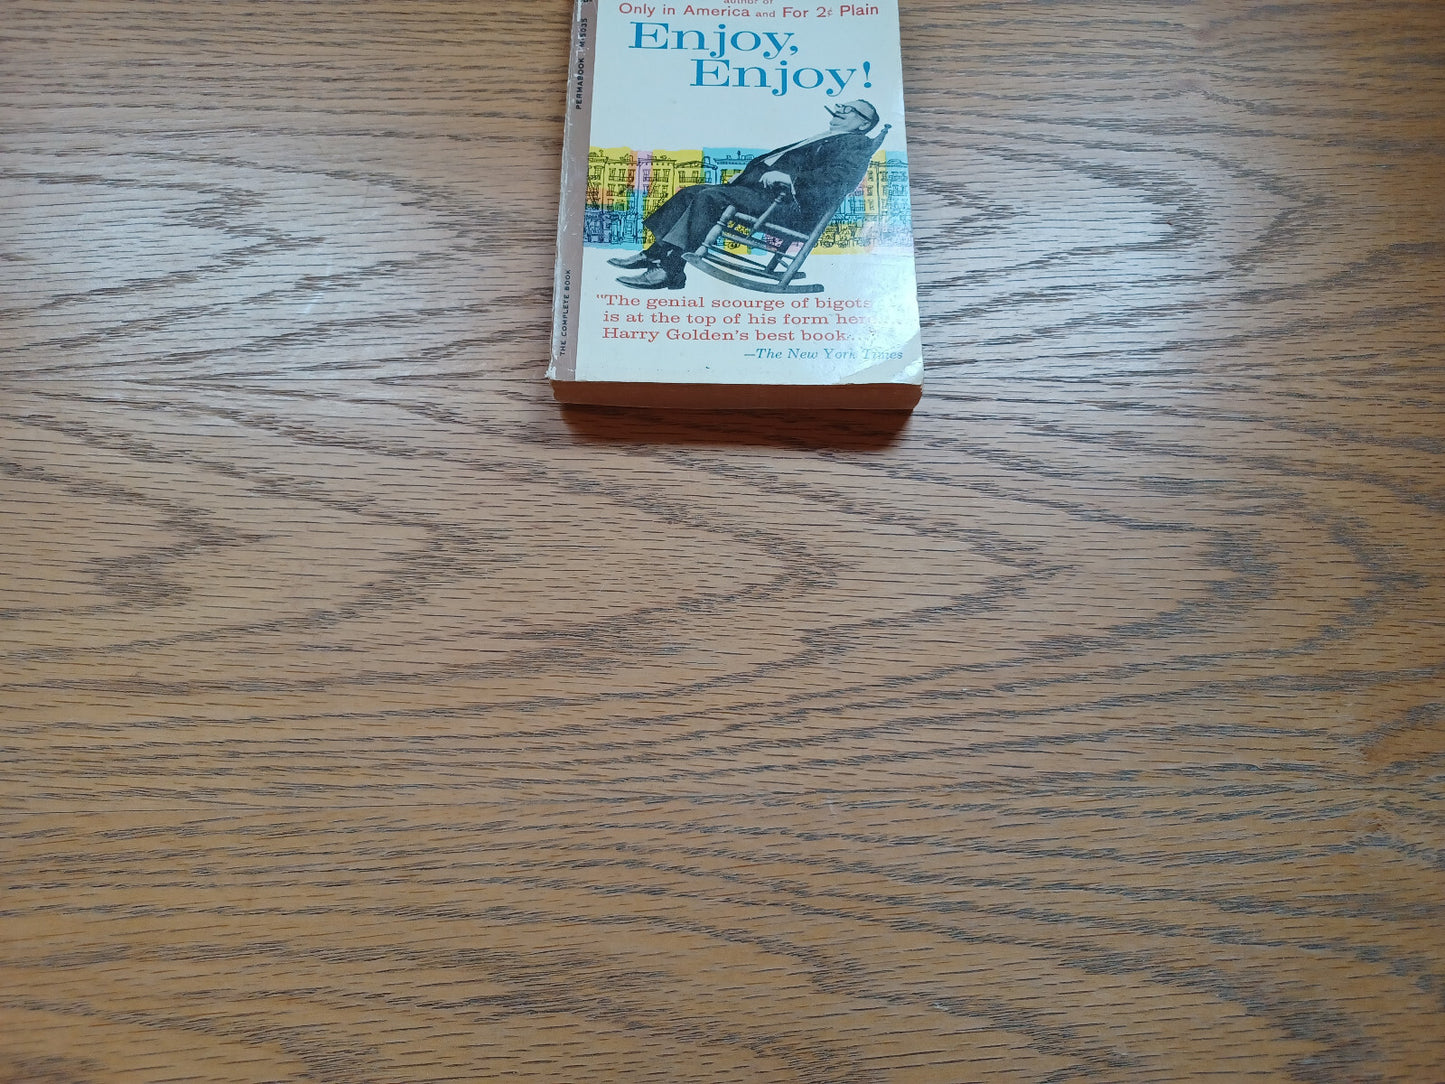 author of
Only in America and For 2¢ Plain
Enjoy,
Enjoy!
"The genial scourge of bigots
is at the top of his form here...
Harry Golden's best book..."
—The New York Times
PERMABOOK M-5035
THE COMPLETE BOOK